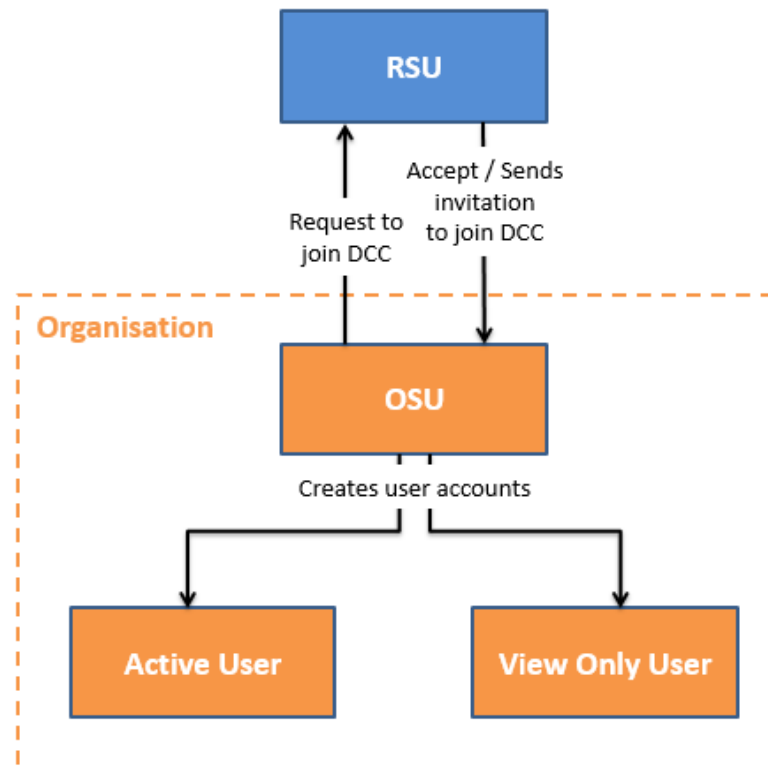 RSU
Accept / Sends
invitation
to join DCC
Request to
join DCC
Organisation
OSU
Creates user accounts
Active User
View Only User